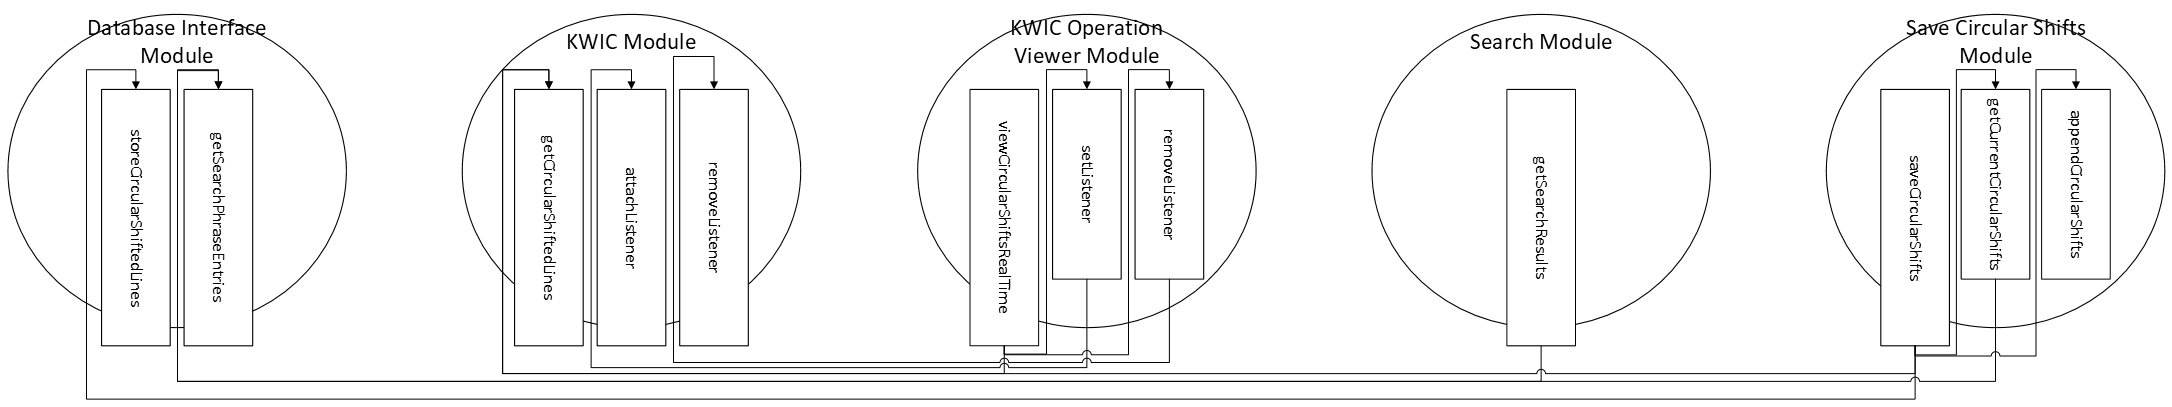 Database Interface
Module
storeCircularShiftedLines
getSearchPhraseEntries
KWIC Module
getCircularShiftedLines
attachListener
removeListener
KWIC Operation
Viewer Module
viewCircularShiftsRealTime
setListener
removeListener
Search Module
getSearchResults
Save Circular Shifts
Module
saveCircularShifts
getCurrentCircularShifts
appendCircularShifts